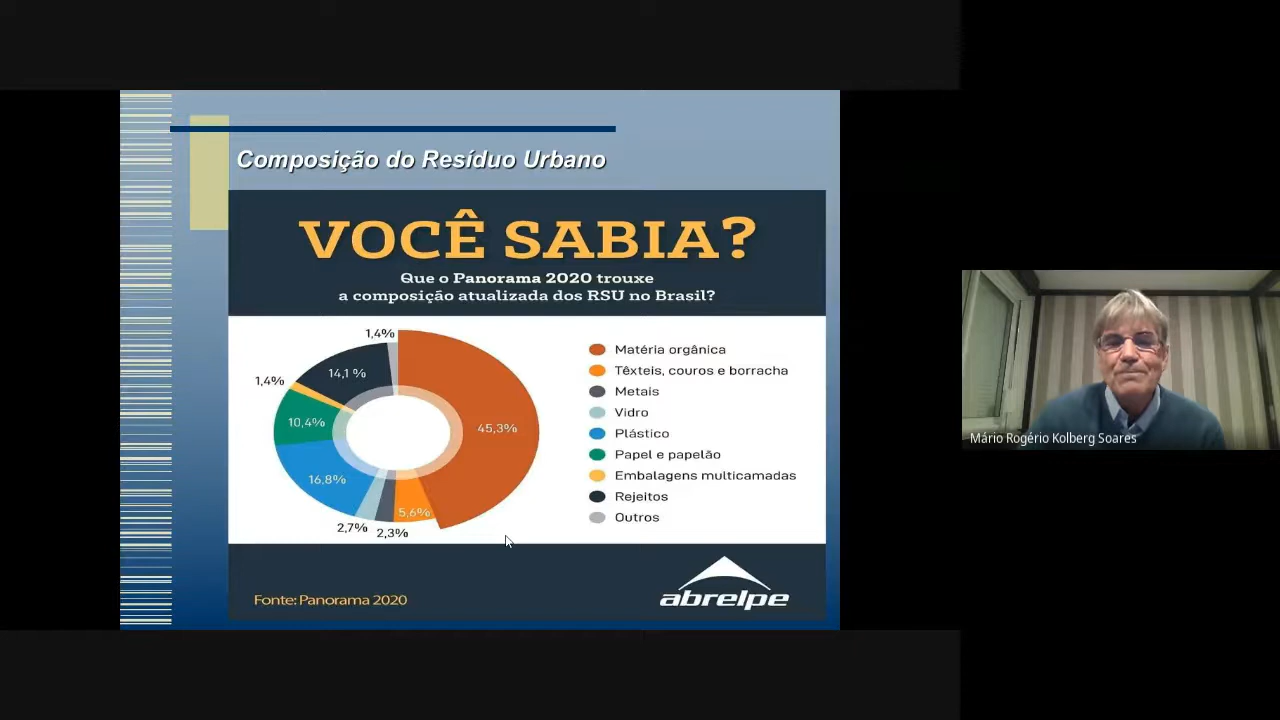 Composição do Resíduo Urbano
VOCÊ SABIA?
Que o Panorama 2020 trouxe
a composição atualizada dos RSU no Brasil?
1,4%
14,1 %
1,4%
10,4%
45,3%
16,8%
5,6%
2,7%
2,3%
Matéria orgânica
Têxteis, couros e borracha
Metais
Vidro
Plástico
Papel e papelão
Embalagens multicamadas
Rejeitos
Outros
Fonte: Panorama 2020
abrelpe
Mário Rogério Kolberg Soares